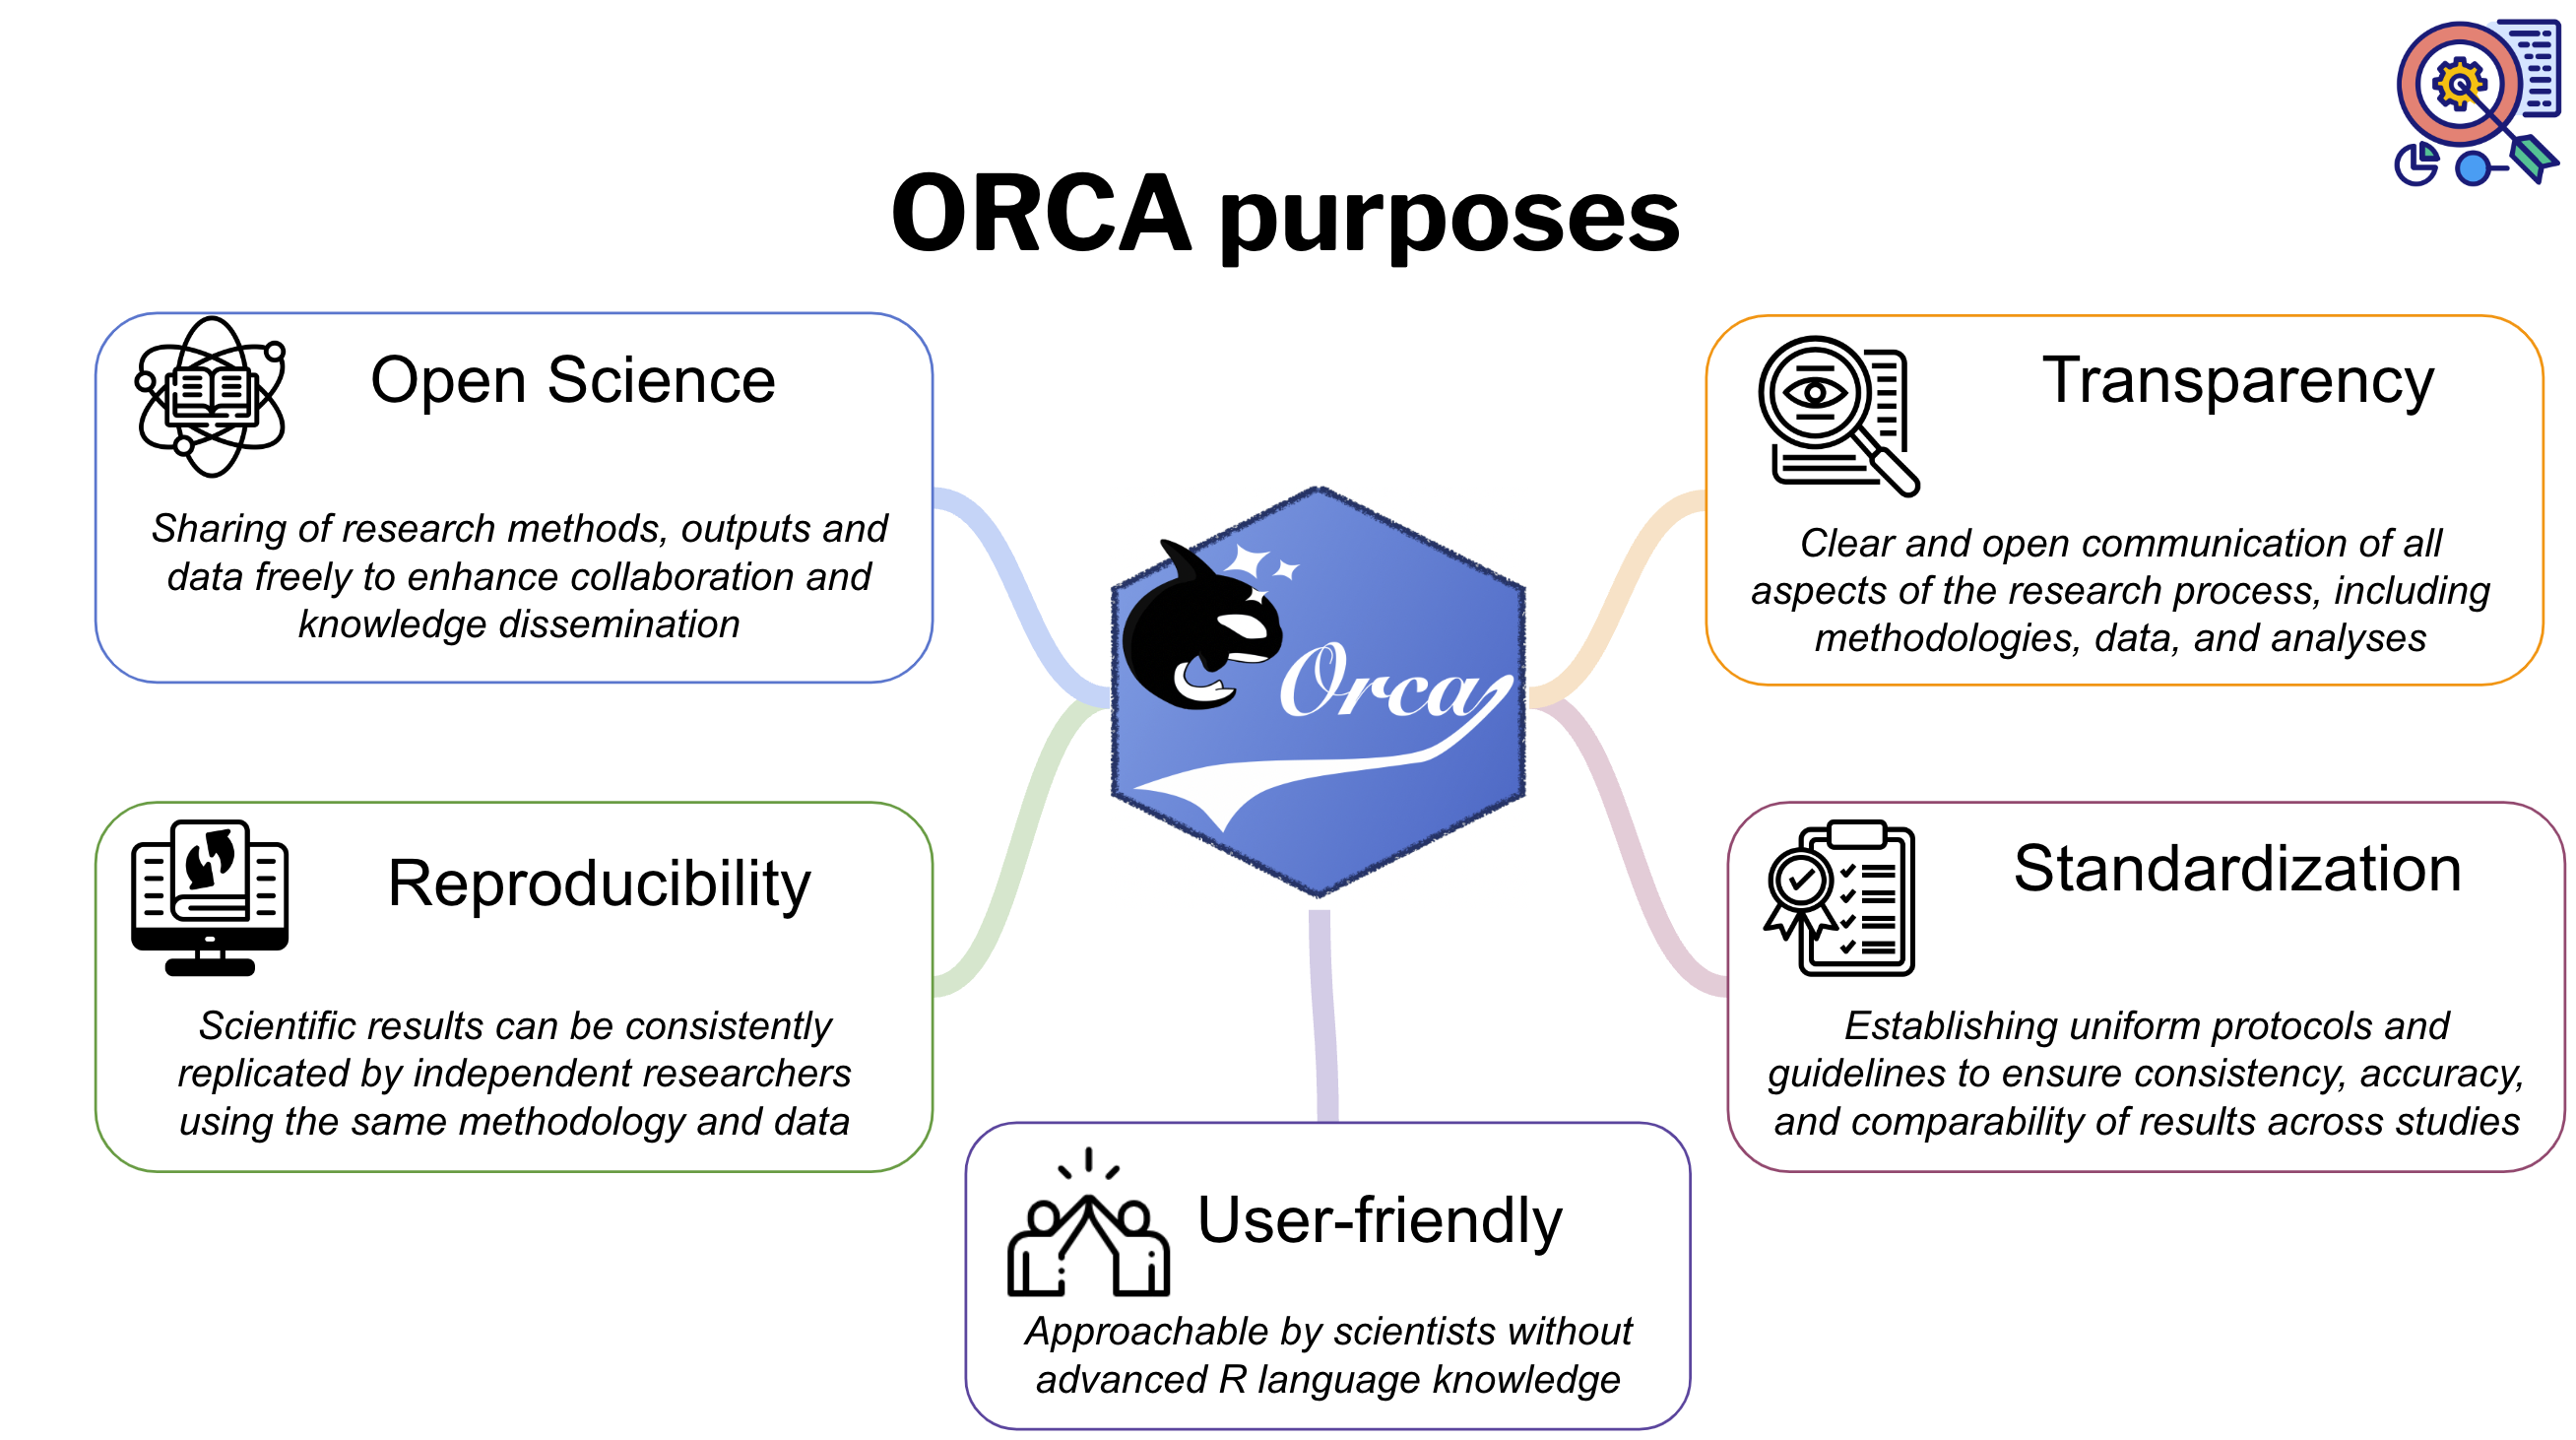 ORCA purposes
Open Science
Sharing of research methods, outputs and
data freely to enhance collaboration and
knowledge dissemination
Transparency
Clear and open communication of all
aspects of the research process, including
methodologies, data, and analyses
Orca
Reproducibility
Scientific results can be consistently
replicated by independent researchers
using the same methodology and data
Standardization
Establishing uniform protocols and
guidelines to ensure consistency, accuracy,
and comparability of results across studies
User-friendly
Approachable by scientists without
advanced R language knowledge